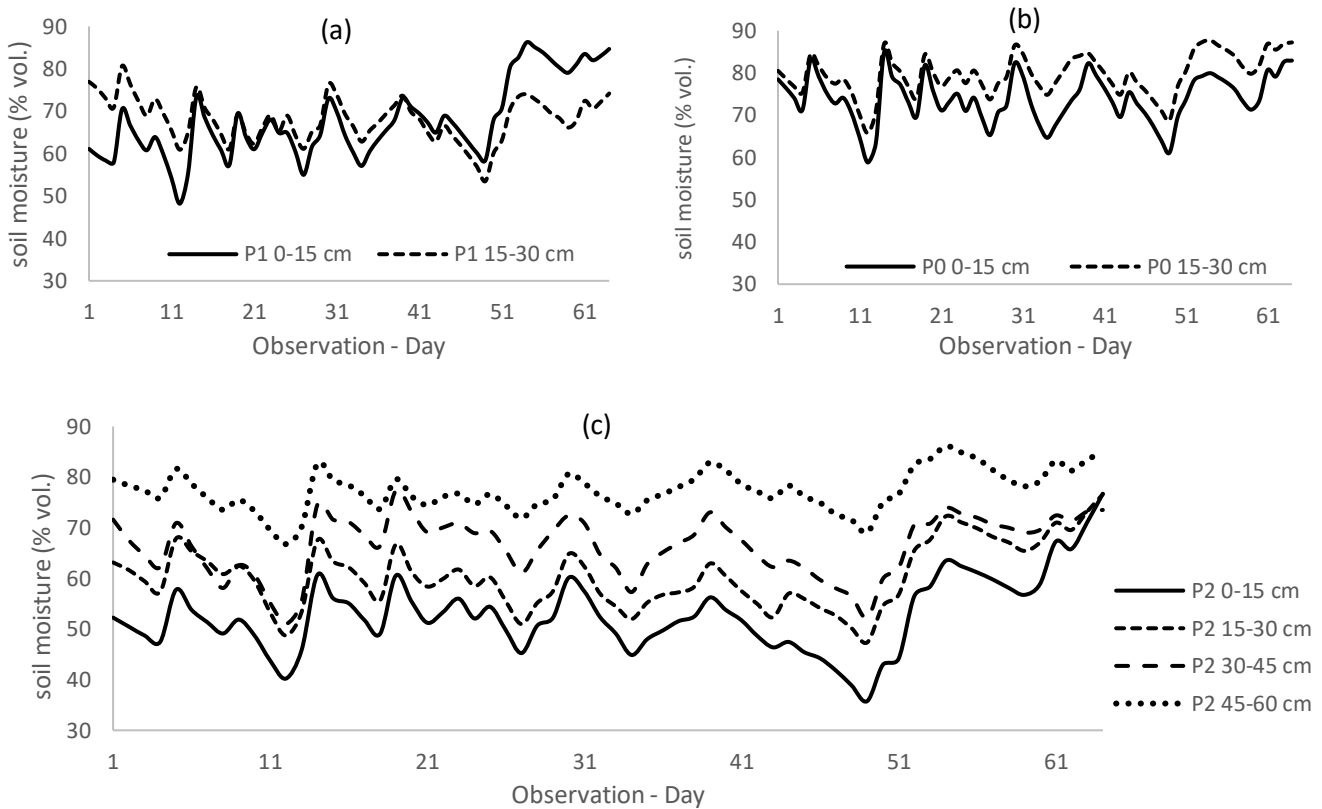 (a)
90
80
70
60
50
40
30
soil moisture (% vol.)
P1 0-15 cm
P1 15-30 cm
1 11 21 31 41 51 61
Observation - Day
(b)
90
80
70
60
50
40
30
soil moisture (% vol.)
P0 0-15 cm
P0 15-30 cm
1 11 21 31 41 51 61
Observation - Day
(c)
90
80
70
60
50
40
30
soil moisture (% vol.)
P2 0-15 cm
P2 15-30 cm
P2 30-45 cm
P2 45-60 cm
1 11 21 31 41 51 61
Observation - Day